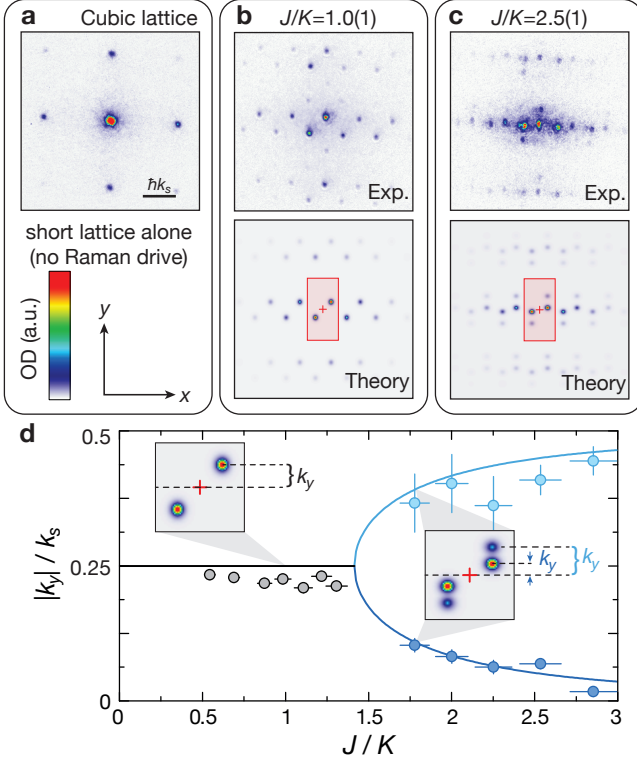 a Cubic lattice
ħkₛ
short lattice alone
(no Raman drive)
OD (a.u.)
y
x
b J/K=1.0(1)
Exp.
Theory
c J/K=2.5(1)
Exp.
Theory
d
|k_y| / kₛ
0.5
0.25
0
k_y
k_y
k_y
0
0.5
1
1.5
2
2.5
3
J / K